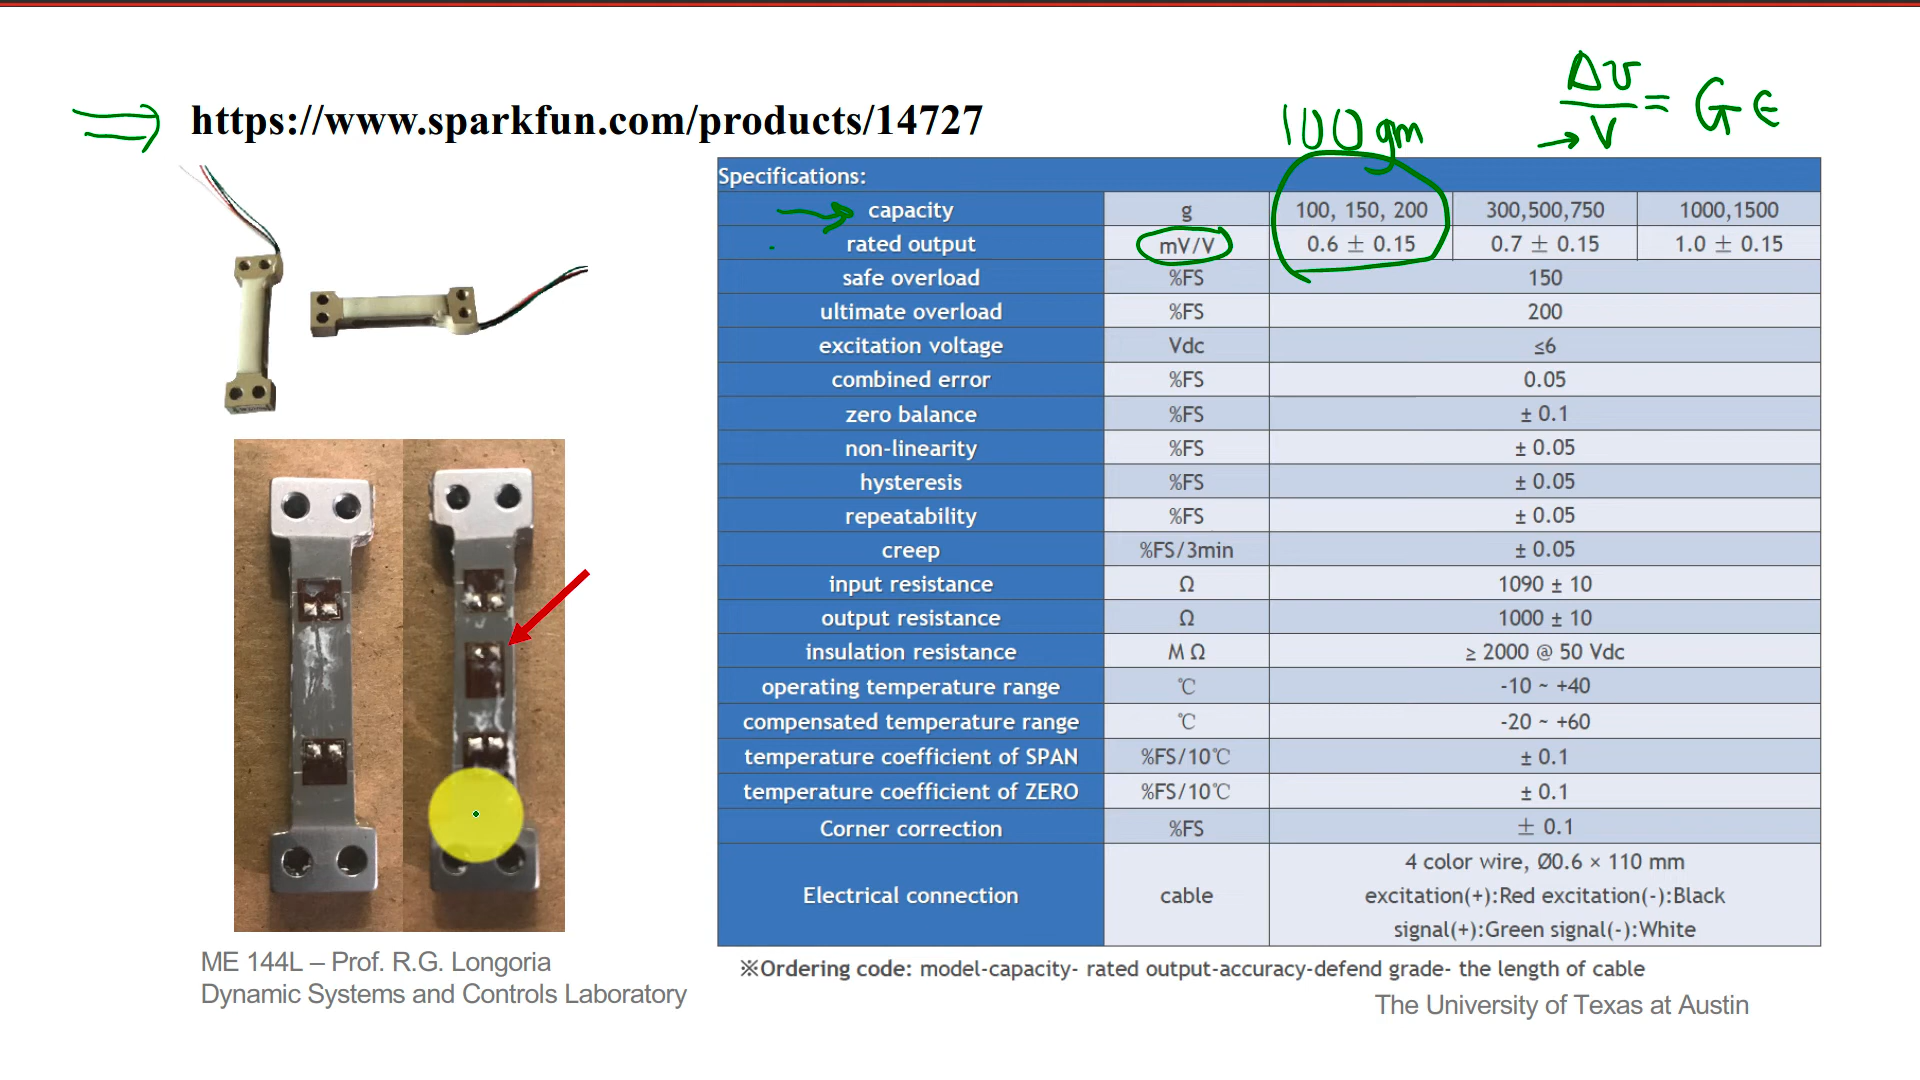 https://www.sparkfun.com/products/14727
100 gm
Δv/V = G ϵ
Specifications:
capacity g 100, 150, 200 300,500,750 1000,1500
rated output mV/V 0.6 ± 0.15 0.7 ± 0.15 1.0 ± 0.15
safe overload %FS 150
ultimate overload %FS 200
excitation voltage Vdc ≤6
combined error %FS 0.05
zero balance %FS ± 0.1
non-linearity %FS ± 0.05
hysteresis %FS ± 0.05
repeatability %FS ± 0.05
creep %FS/3min ± 0.05
input resistance Ω 1090 ± 10
output resistance Ω 1000 ± 10
insulation resistance M Ω ≥ 2000 @ 50 Vdc
operating temperature range ℃ -10 ~ +40
compensated temperature range ℃ -20 ~ +60
temperature coefficient of SPAN %FS/10℃ ± 0.1
temperature coefficient of ZERO %FS/10℃ ± 0.1
Corner correction %FS ± 0.1
Electrical connection cable 4 color wire, Ø0.6 × 110 mm
excitation(+):Red excitation(-):Black
signal(+):Green signal(-):White
※Ordering code: model-capacity- rated output-accuracy-defend grade- the length of cable
ME 144L – Prof. R.G. Longoria
Dynamic Systems and Controls Laboratory
The University of Texas at Austin